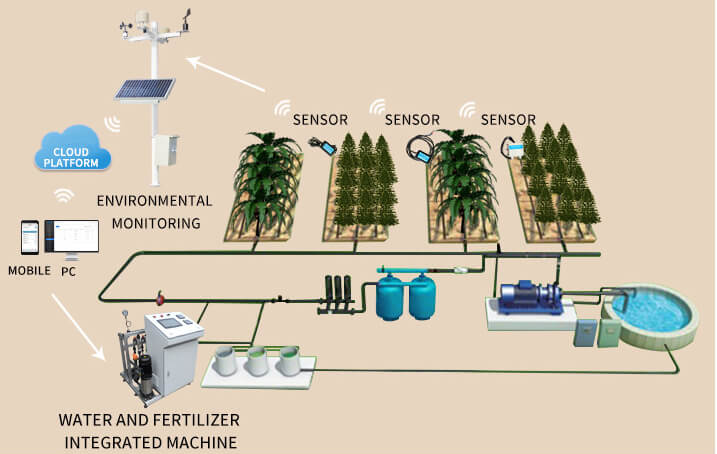 SENSOR
SENSOR
SENSOR
CLOUD
PLATFORM
ENVIRONMENTAL
MONITORING
MOBILE
PC
WATER AND FERTILIZER
INTEGRATED MACHINE